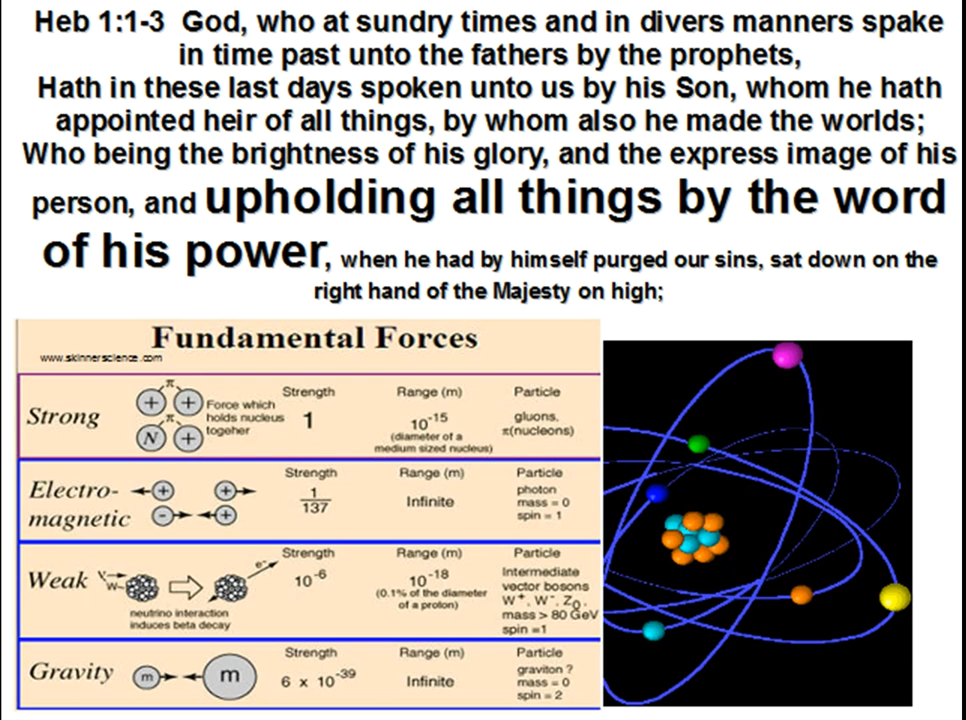 Heb 1:1-3 God, who at sundry times and in divers manners spake
in time past unto the fathers by the prophets,
Hath in these last days spoken unto us by his Son, whom he hath
appointed heir of all things, by whom also he made the worlds;
Who being the brightness of his glory, and the express image of his
person, and upholding all things by the word
of his power, when he had by himself purged our sins, sat down on the
right hand of the Majesty on high;
Fundamental Forces
www.skinnerscience.com
Strong
+ +
N +
π
π
Force which
holds nucleus
togeher
Strength
1
Range (m)
10-15
(diameter of a
medium sized nucleus)
Particle
gluons,
π(nucleons)
Electro-
magnetic
+ +
- +
Strength
1
137
Range (m)
Infinite
Particle
photon
mass = 0
spin = 1
Weak
ν
W-
e-
neutrino interaction
induces beta decay
Strength
10-6
Range (m)
10-18
(0.1% of the diameter
of a proton)
Particle
Intermediate
vector bosons
W+, W-, Z0,
mass > 80 GeV
spin =1
Gravity
m m
Strength
6 x 10-39
Range (m)
Infinite
Particle
graviton ?
mass = 0
spin = 2